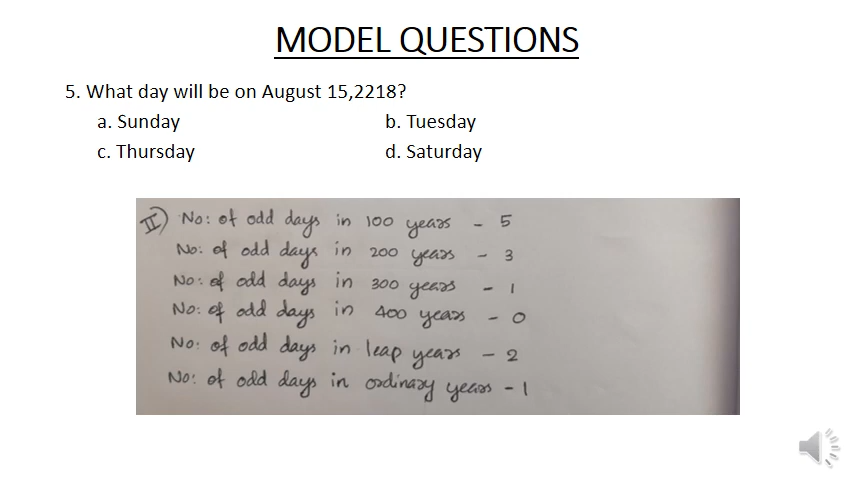 MODEL QUESTIONS
5. What day will be on August 15,2218?
a. Sunday b. Tuesday
c. Thursday d. Saturday
II) No: of odd days in 100 years - 5
No: of odd days in 200 years - 3
No: of odd days in 300 years - 1
No: of odd days in 400 years - 0
No: of odd days in leap years - 2
No: of odd days in ordinary years - 1